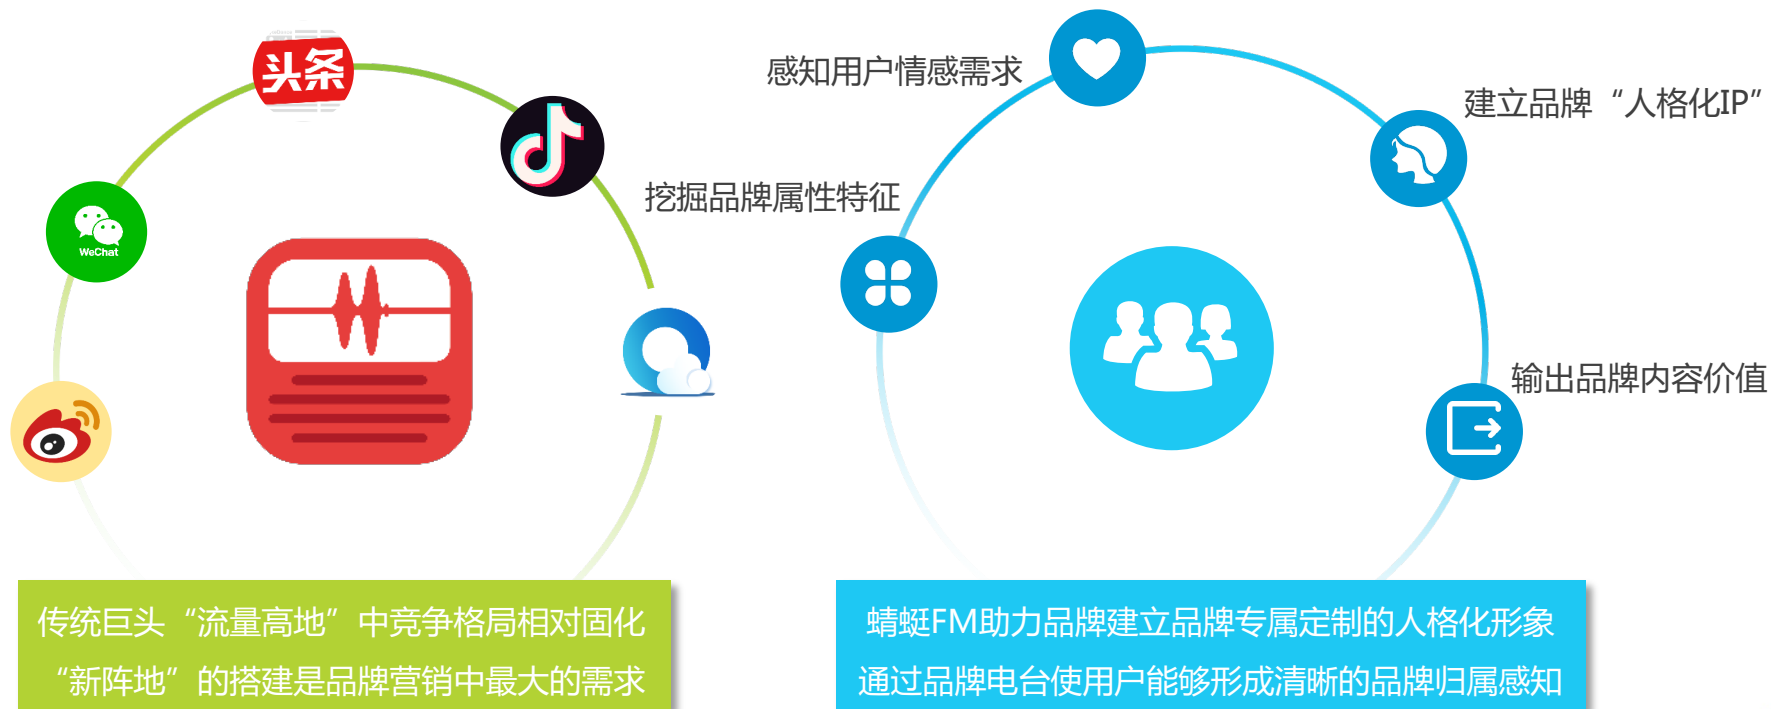 头条
WeChat
感知用户情感需求
建立品牌“人格化IP”
挖掘品牌属性特征
输出品牌内容价值
传统巨头“流量高地”中竞争格局相对固化
“新阵地”的搭建是品牌营销中最大的需求
蜻蜓FM助力品牌建立品牌专属定制的人格化形象
通过品牌电台使用户能够形成清晰的品牌归属感知